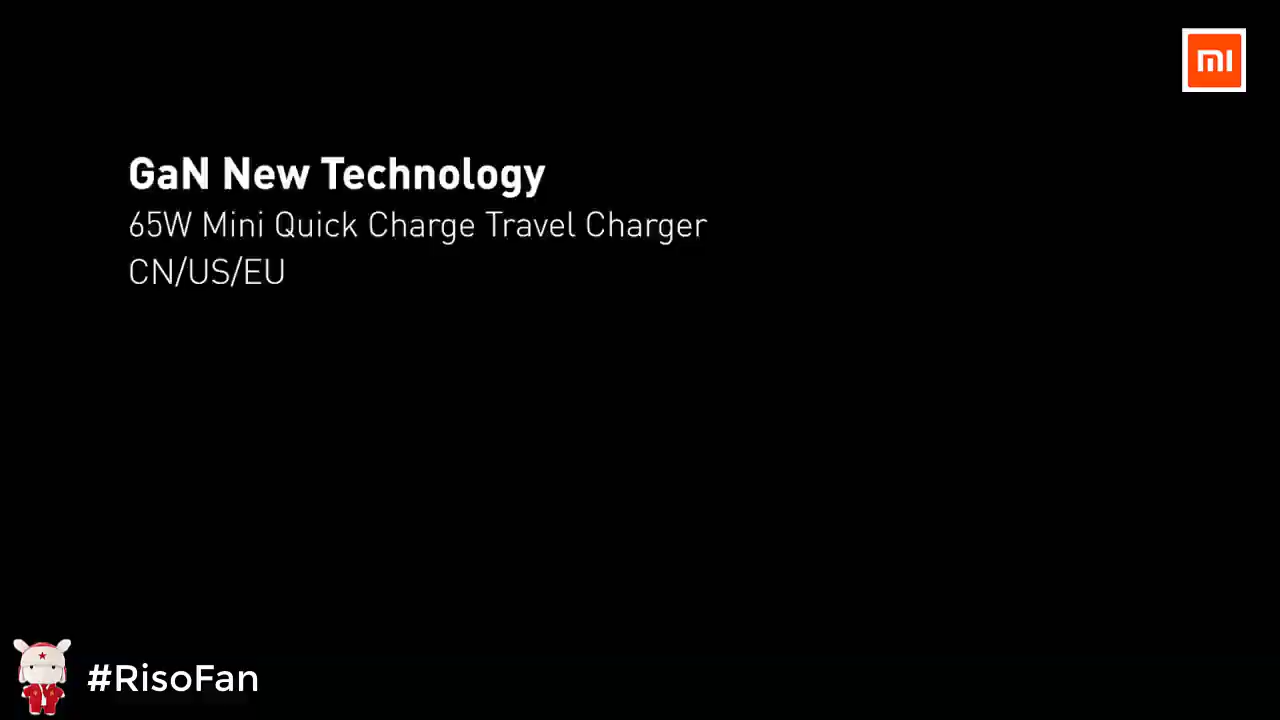 mi
GaN New Technology
65W Mini Quick Charge Travel Charger
CN/US/EU
#RisoFan